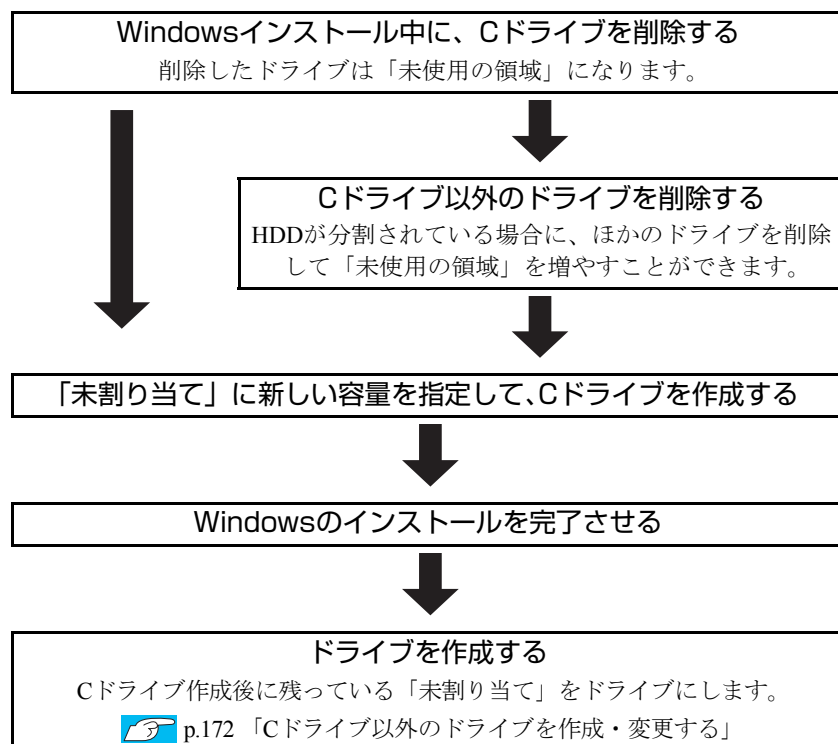 Windowsインストール中に、Cドライブを削除する
削除したドライブは「未使用の領域」になります。
Cドライブ以外のドライブを削除する
HDDが分割されている場合に、ほかのドライブを削除
して「未使用の領域」を増やすことができます。
「未割り当て」に新しい容量を指定して、Cドライブを作成する
Windowsのインストールを完了させる
ドライブを作成する
Cドライブ作成後に残っている「未割り当て」をドライブにします。
p.172 「Cドライブ以外のドライブを作成・変更する」